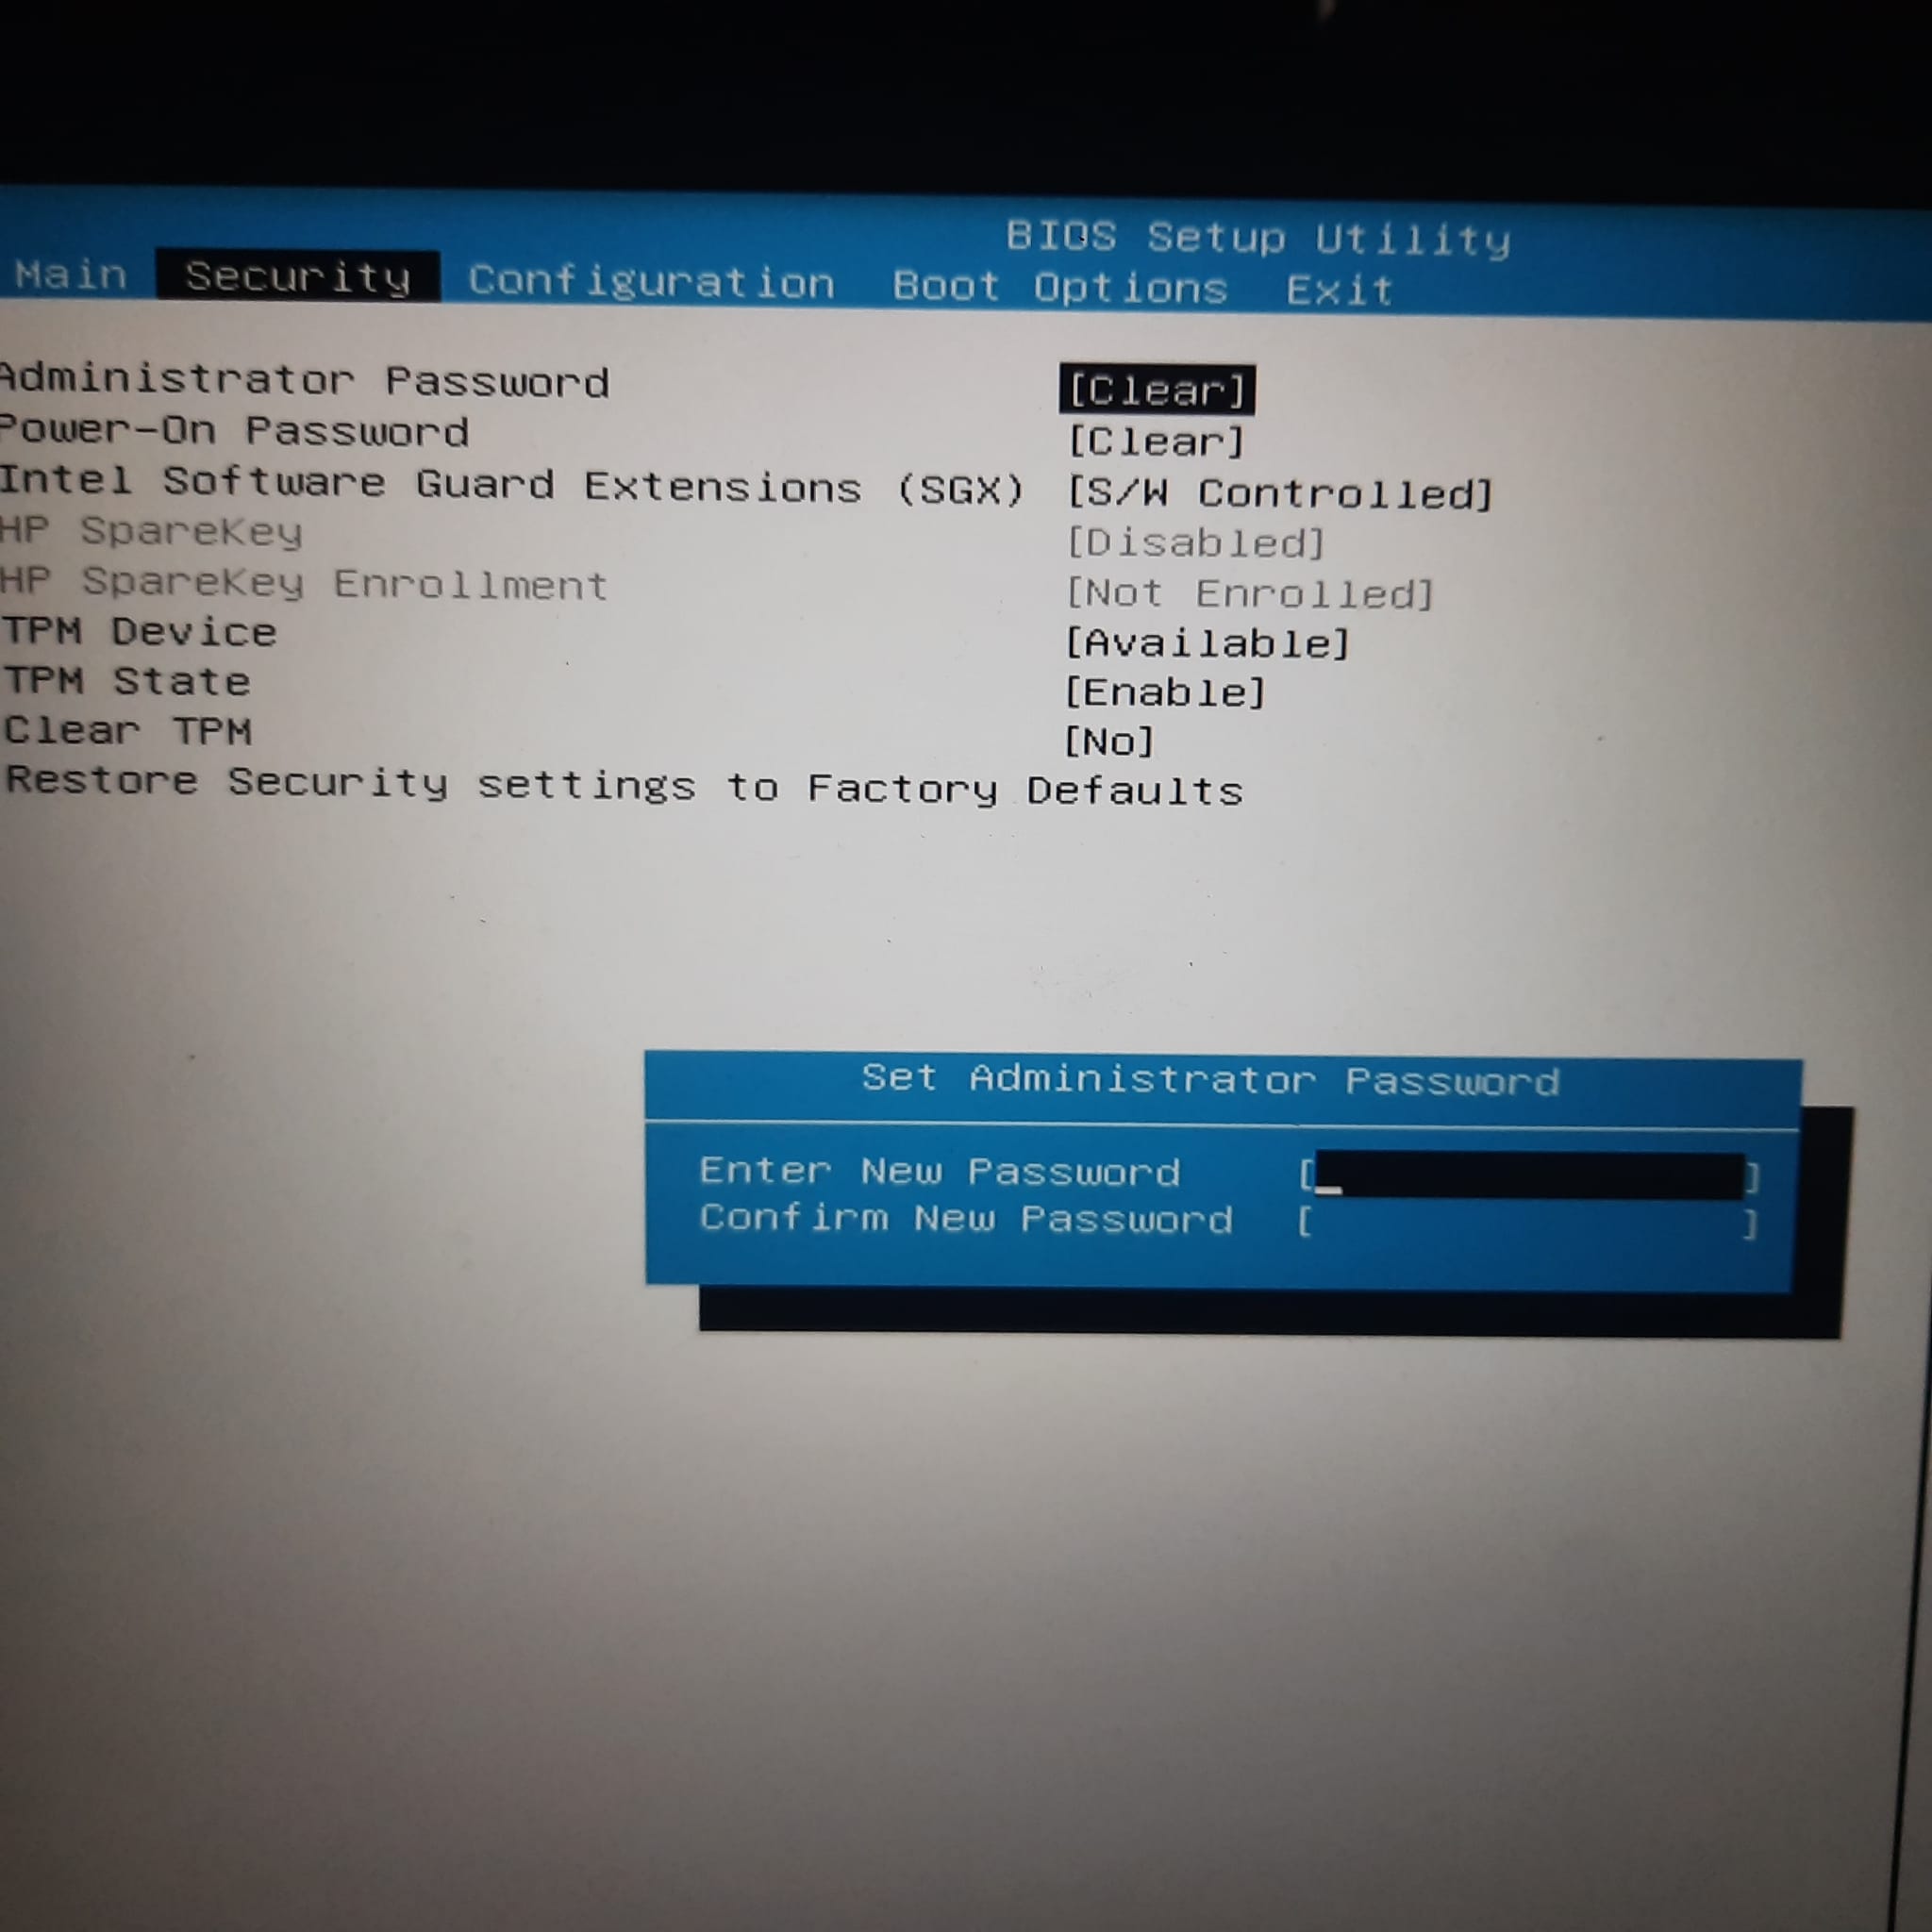 BIOS Setup Utility
Main Security Configuration Boot Options Exit
Administrator Password [Clear]
Power-On Password [Clear]
Intel Software Guard Extensions (SGX) [S/W Controlled]
HP SpareKey [Disabled]
HP SpareKey Enrollment [Not Enrolled]
TPM Device [Available]
TPM State [Enable]
Clear TPM [No]
Restore Security settings to Factory Defaults
Set Administrator Password
Enter New Password [_ ]
Confirm New Password [ ]